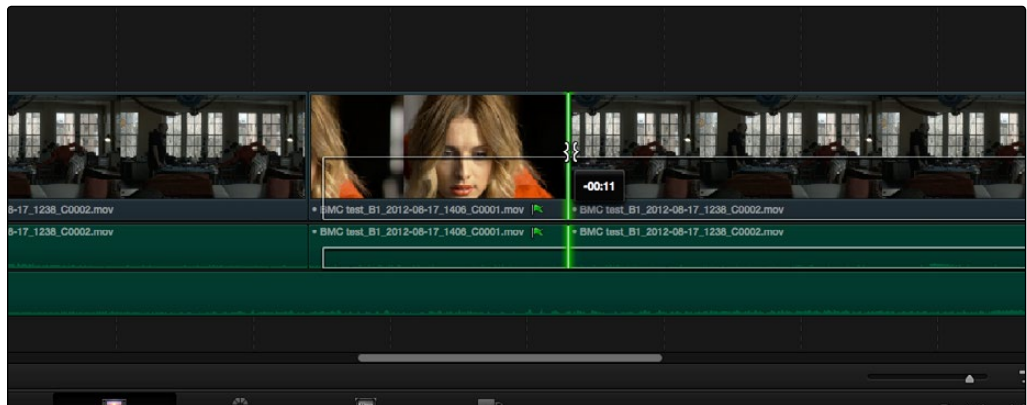 -00:11
8-17_1238_C0002.mov
• BMC test_B1_2012-08-17_1406_C0001.mov
• BMC test_B1_2012-08-17_1238_C0002.mov
8-17_1238_C0002.mov
• BMC test_B1_2012-08-17_1406_C0001.mov
• BMC test_B1_2012-08-17_1238_C0002.mov